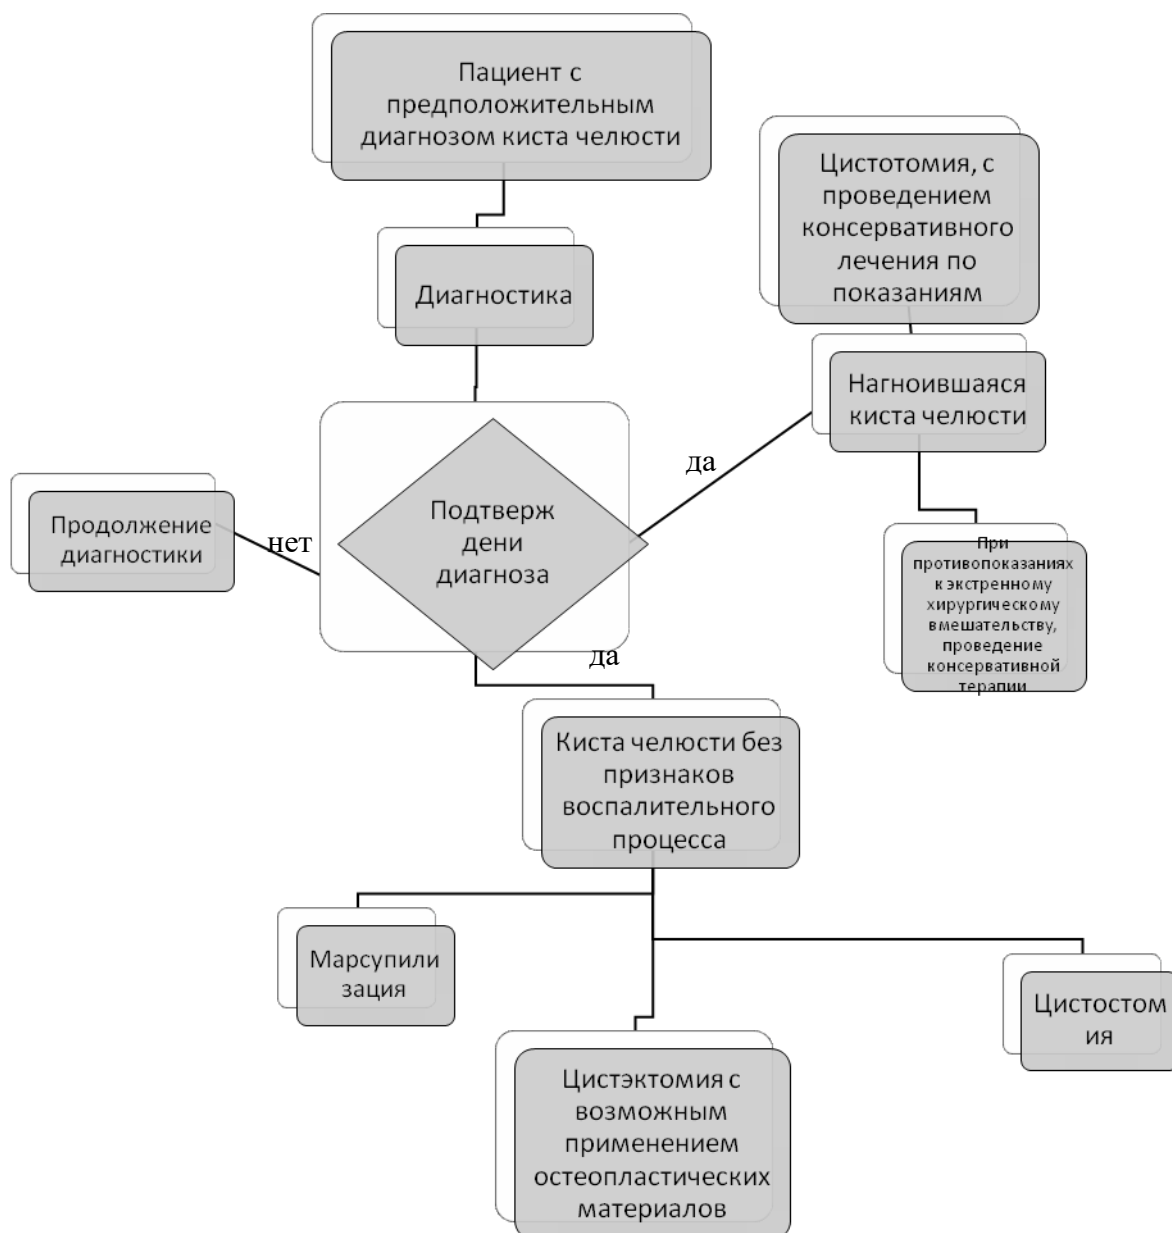 Пациент с
предположительным
диагнозом киста челюсти
Цистотомия, с
проведением
консервативного
лечения по
показаниям
Диагностика
Нагноившаяся
киста челюсти
да
Подтверж
дени
диагноза
Продолжение
диагностики
нет
При
противопоказаниях
к экстренному
хирургическому
вмешательству,
проведение
консервативной
терапии
да
Киста челюсти без
признаков
воспалительного
процесса
Марсупили
зация
Цистостом
ия
Цистэктомия с
возможным
применением
остеопластических
материалов